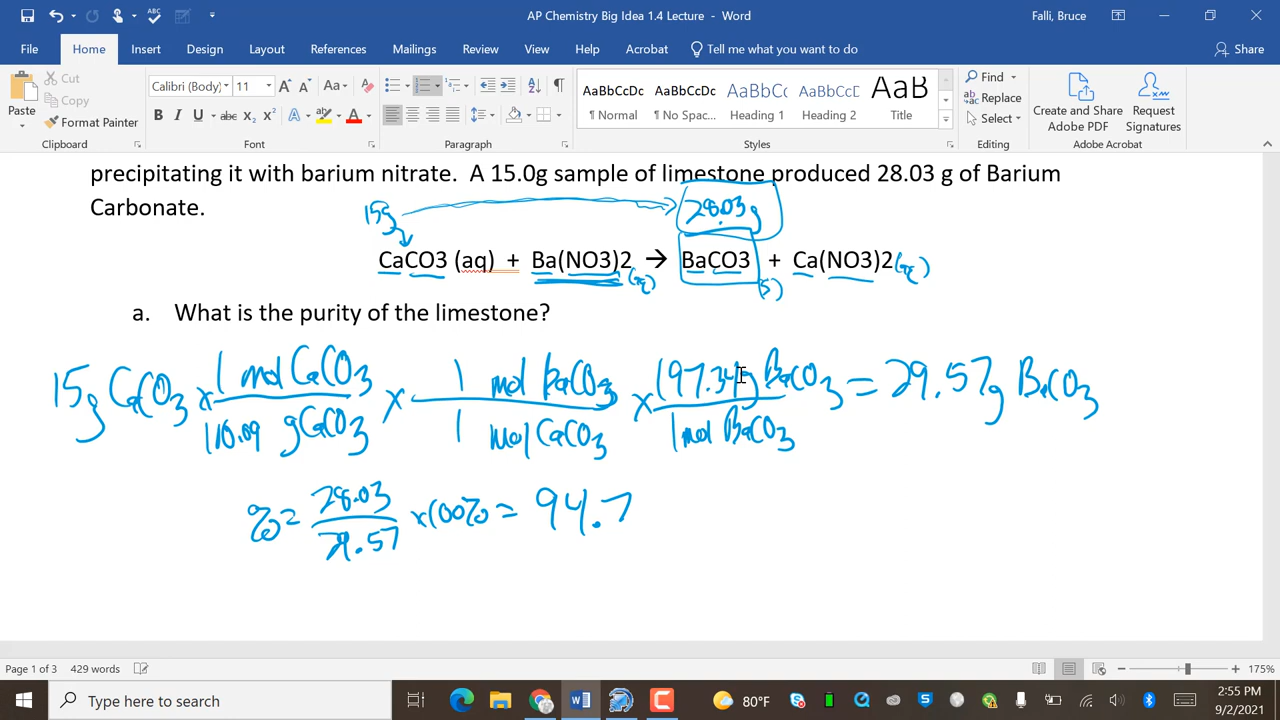 AP Chemistry Big Idea 1.4 Lecture - Word
Falli, Bruce
File Home Insert Design Layout References Mailings Review View Help Acrobat Tell me what you want to do Share
Cut
Copy
Format Painter
Paste
Calibri (Body) 11
AaBbCcDc AaBbCcDc AaBbCc AaBbCcD AaB
¶ Normal ¶ No Spac... Heading 1 Heading 2 Title
Find
Replace
Select
Create and Share Adobe PDF
Request Signatures
Clipboard Font Paragraph Styles Editing Adobe Acrobat
precipitating it with barium nitrate. A 15.0g sample of limestone produced 28.03 g of Barium
Carbonate.
15g 28.03g
CaCO3 (aq) + Ba(NO3)2 (aq) → BaCO3 (s) + Ca(NO3)2 (aq)
a. What is the purity of the limestone?
15g CaCO3 x 1 mol CaCO3 x 1 mol BaCO3 x 197.34g BaCO3 = 29.57g BaCO3
110.09 g CaCO3 1 mol CaCO3 1mol BaCO3
% = 28.03 x100% = 94.7
29.57
Page 1 of 3 429 words 175%
Type here to search 80°F 2:55 PM
9/2/2021